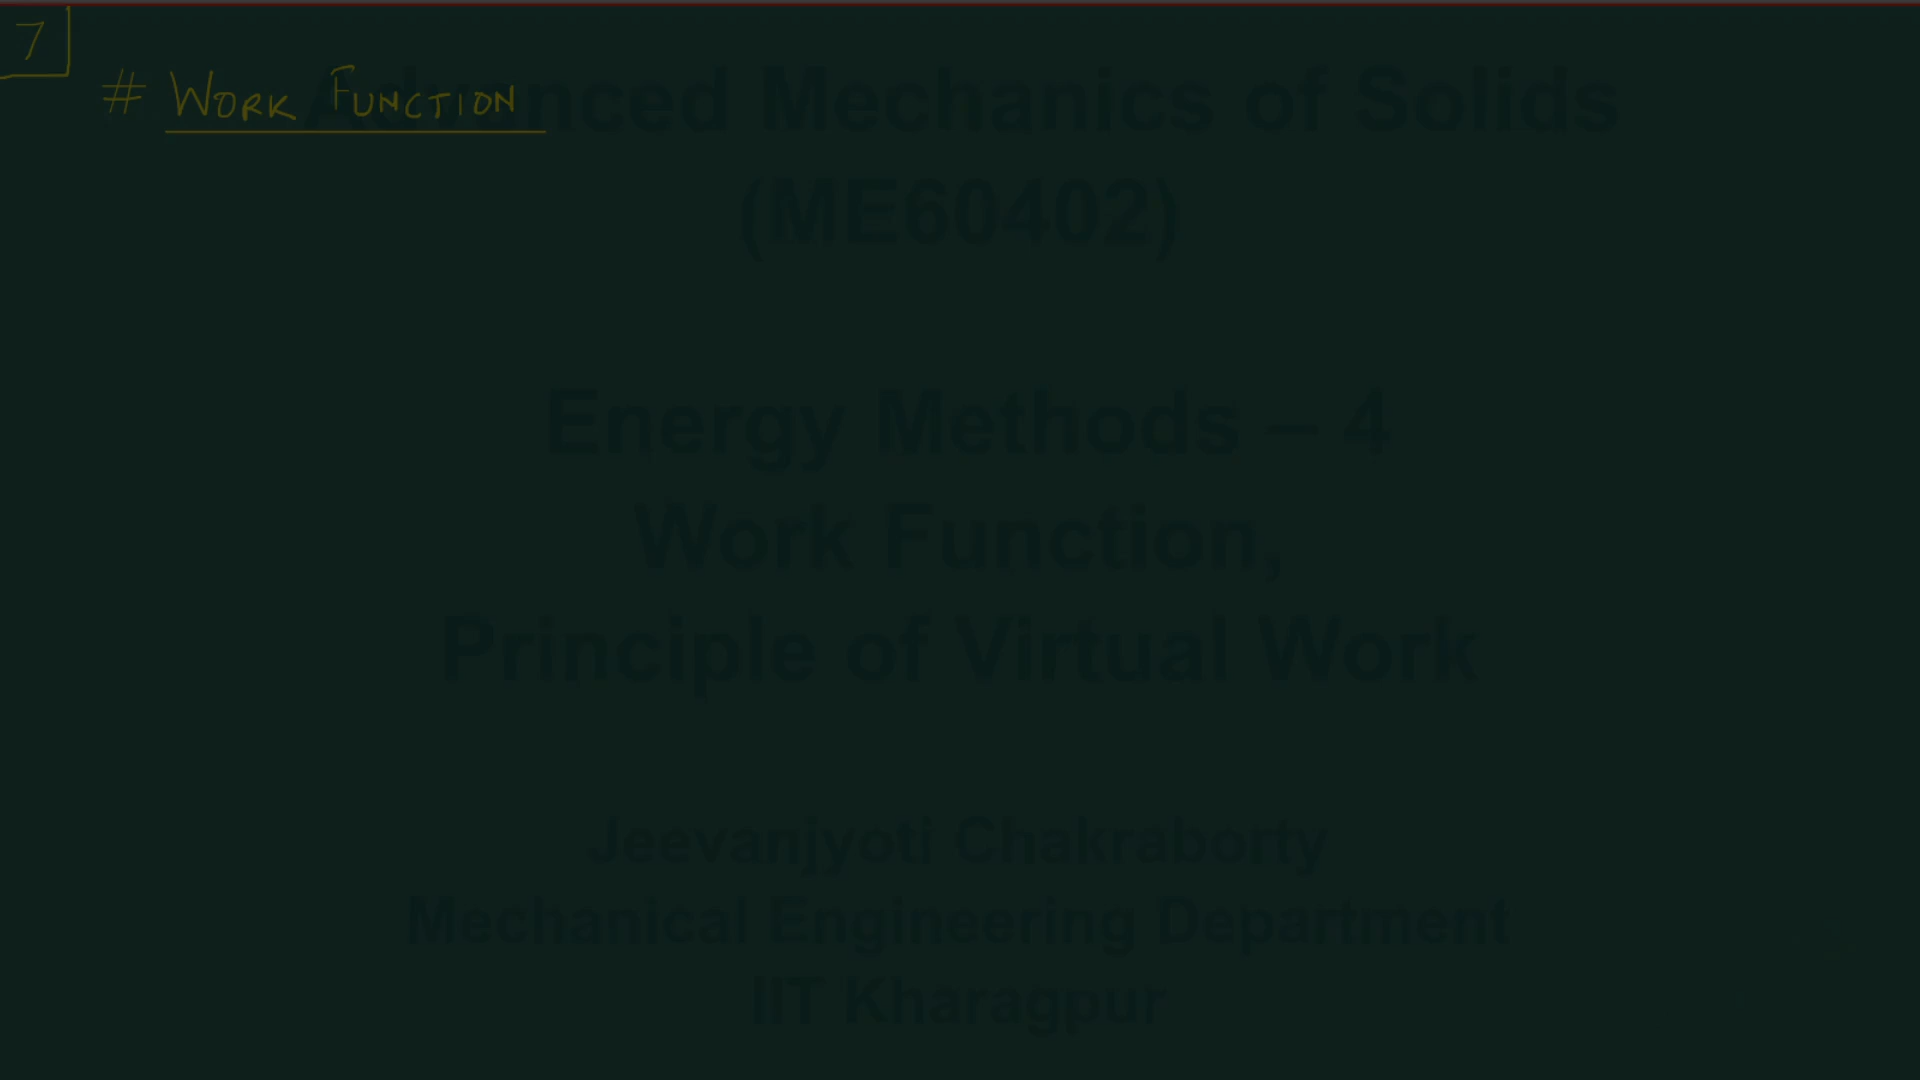 7
# WORK FUNCTION
Advanced Mechanics of Solids
(ME60402)
Energy Methods – 4
Work Function,
Principle of Virtual Work
Jeevanjyoti Chakraborty
Mechanical Engineering Department
IIT Kharagpur